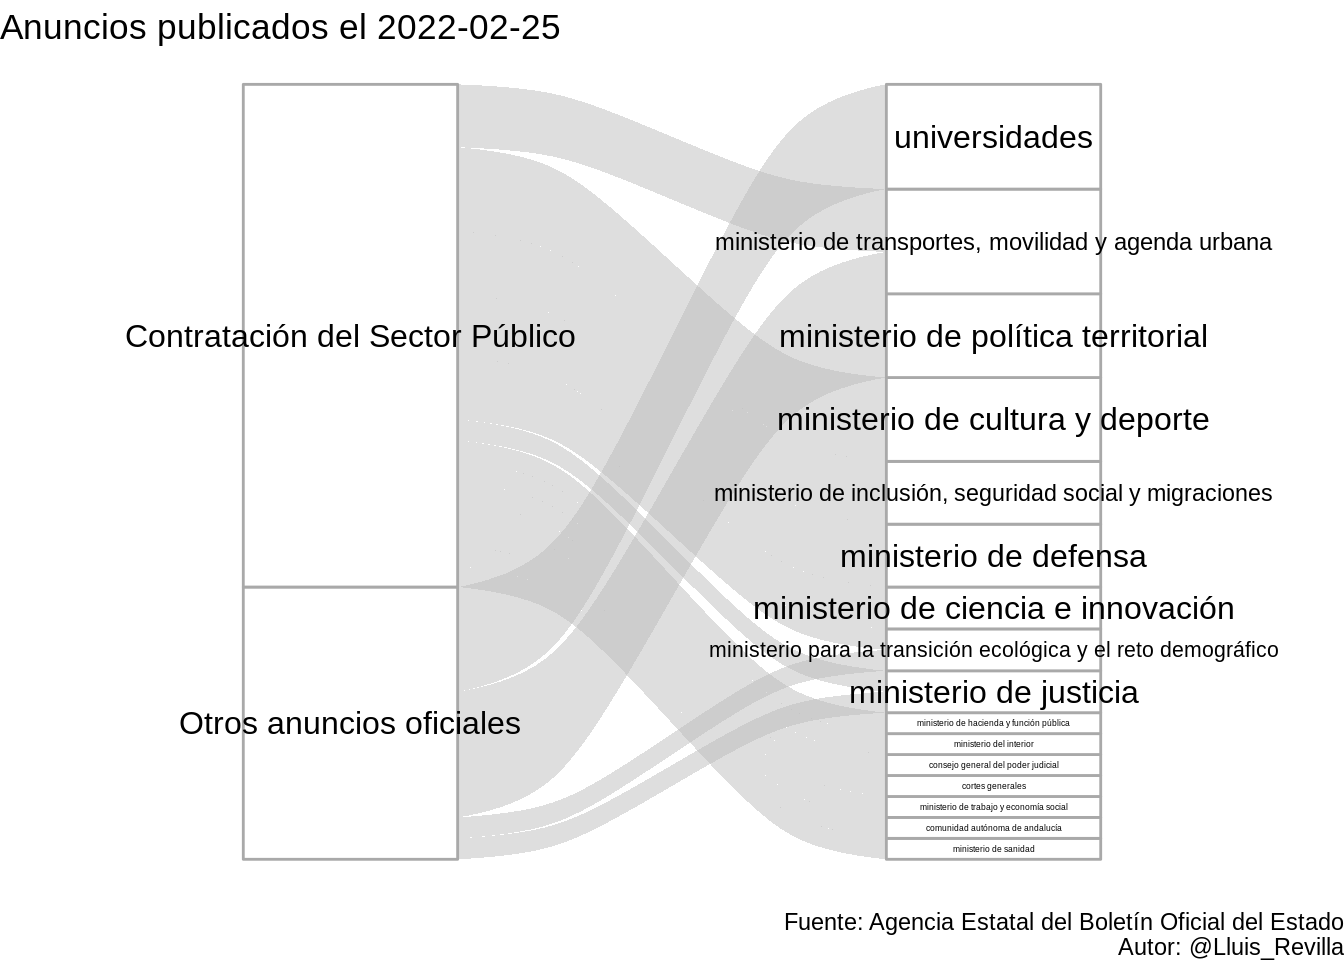 Anuncios publicados el 2022-02-25
universidades
ministerio de transportes, movilidad y agenda urbana
Contratación del Sector Público
ministerio de política territorial
ministerio de cultura y deporte
ministerio de inclusión, seguridad social y migraciones
ministerio de defensa
ministerio de ciencia e innovación
ministerio para la transición ecológica y el reto demográfico
ministerio de justicia
Otros anuncios oficiales
ministerio de hacienda y función pública
ministerio del interior
consejo general del poder judicial
cortes generales
ministerio de trabajo y economía social
comunidad autónoma de andalucía
ministerio de sanidad
Fuente: Agencia Estatal del Boletín Oficial del Estado
Autor: @Lluis_Revilla